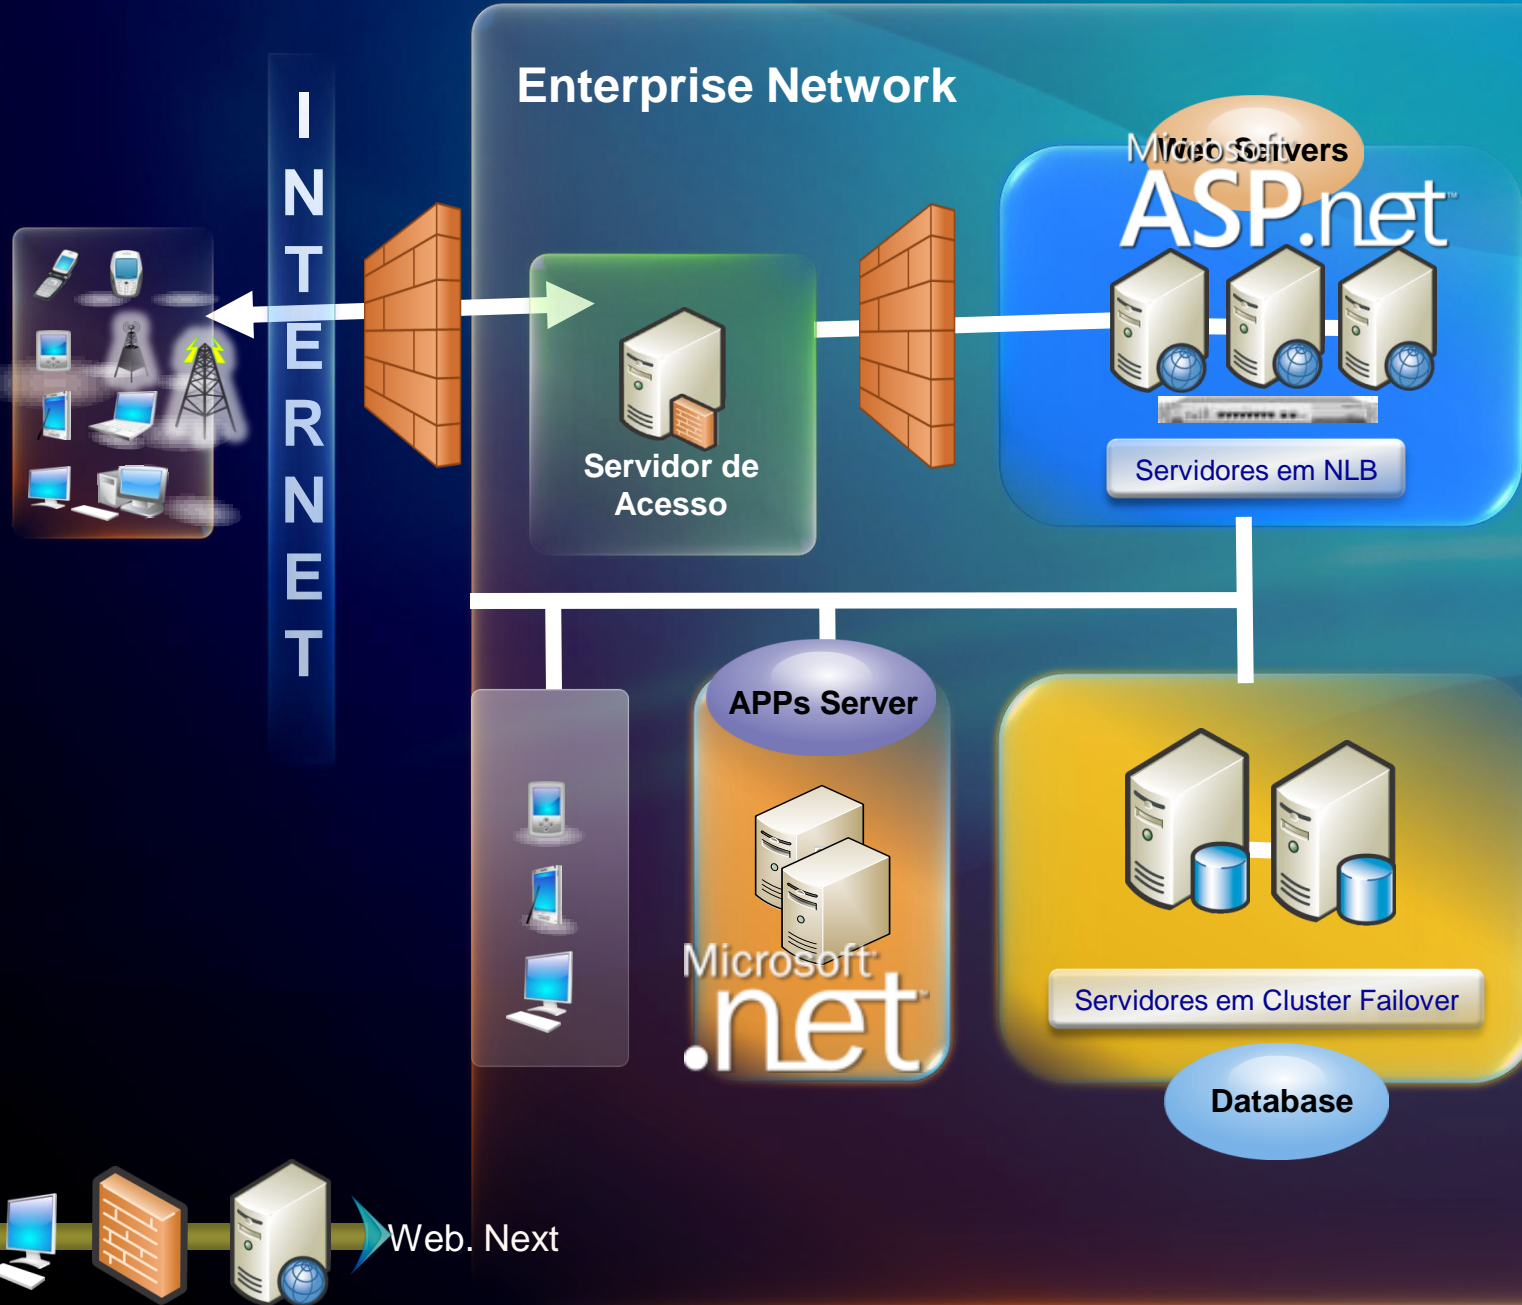 Enterprise Network
INTERNET
Web Servers
Microsoft
ASP.net
Servidores em NLB
Servidor de
Acesso
APPs Server
Microsoft
.net
Servidores em Cluster Failover
Database
Web. Next